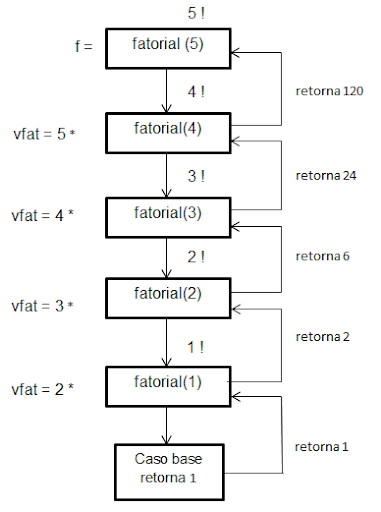 5 !
f = fatorial (5)
4 !
retorna 120
vfat = 5 * fatorial(4)
3 !
retorna 24
vfat = 4 * fatorial(3)
2 !
retorna 6
vfat = 3 * fatorial(2)
1 !
retorna 2
vfat = 2 * fatorial(1)
retorna 1
Caso base
retorna 1